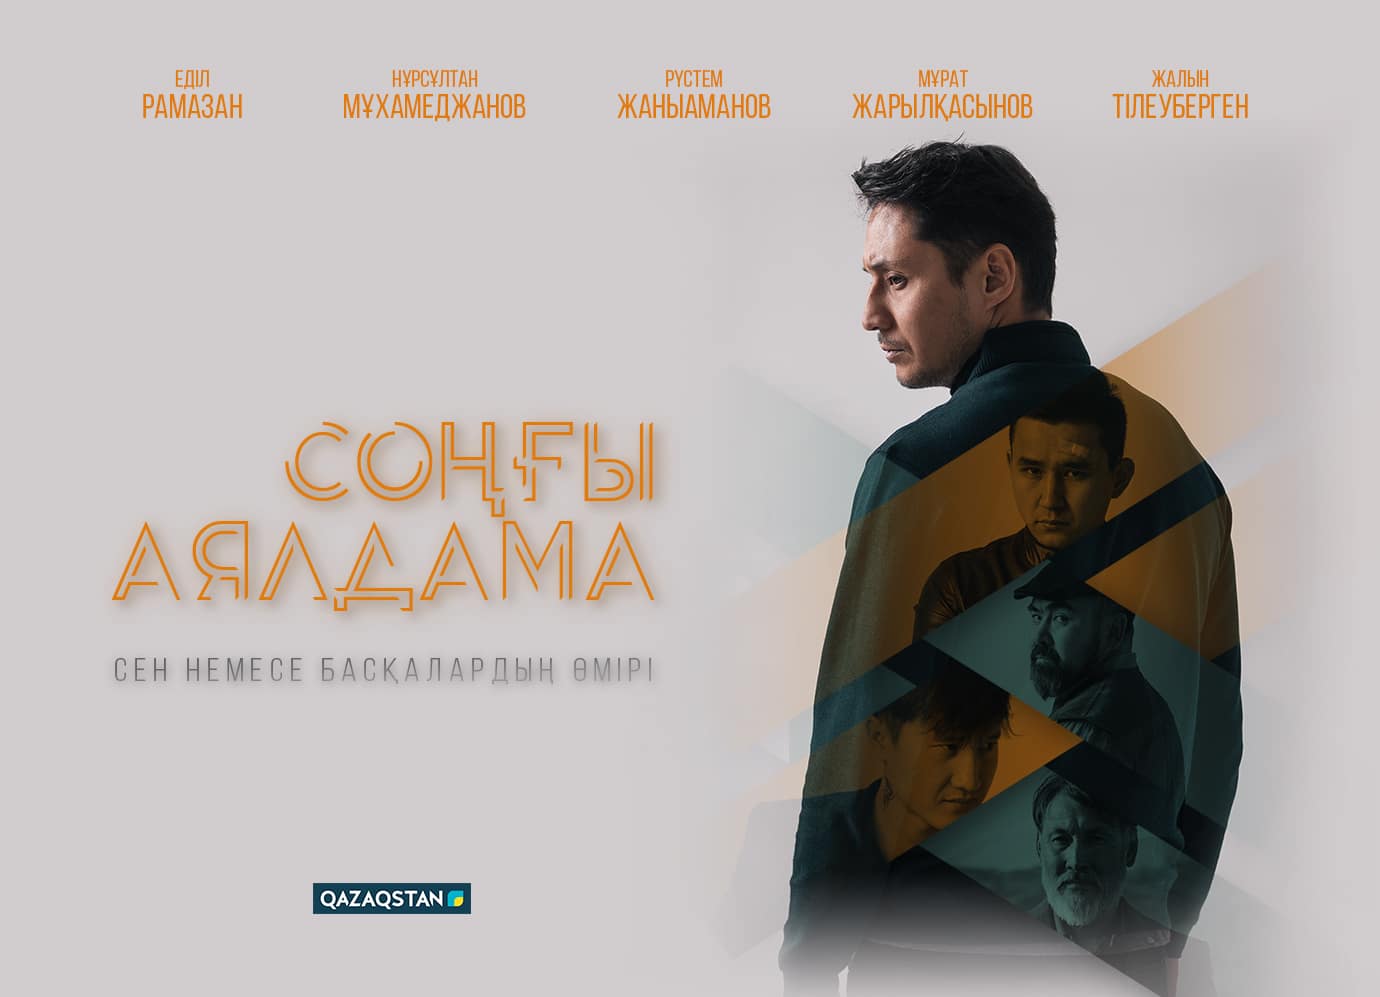 ЕДІЛ
РАМАЗАН
НҰРСҰЛТАН
МҰХАМЕДЖАНОВ
РҮСТЕМ
ЖАНЫАМАНОВ
МҰРАТ
ЖАРЫЛҚАСЫНОВ
ЖАЛЫН
ТІЛЕУБЕРГЕН
СОҢҒЫ
АЯЛДАМА
СЕН НЕМЕСЕ БАСҚАЛАРДЫҢ ӨМІРІ
QAZAQSTAN